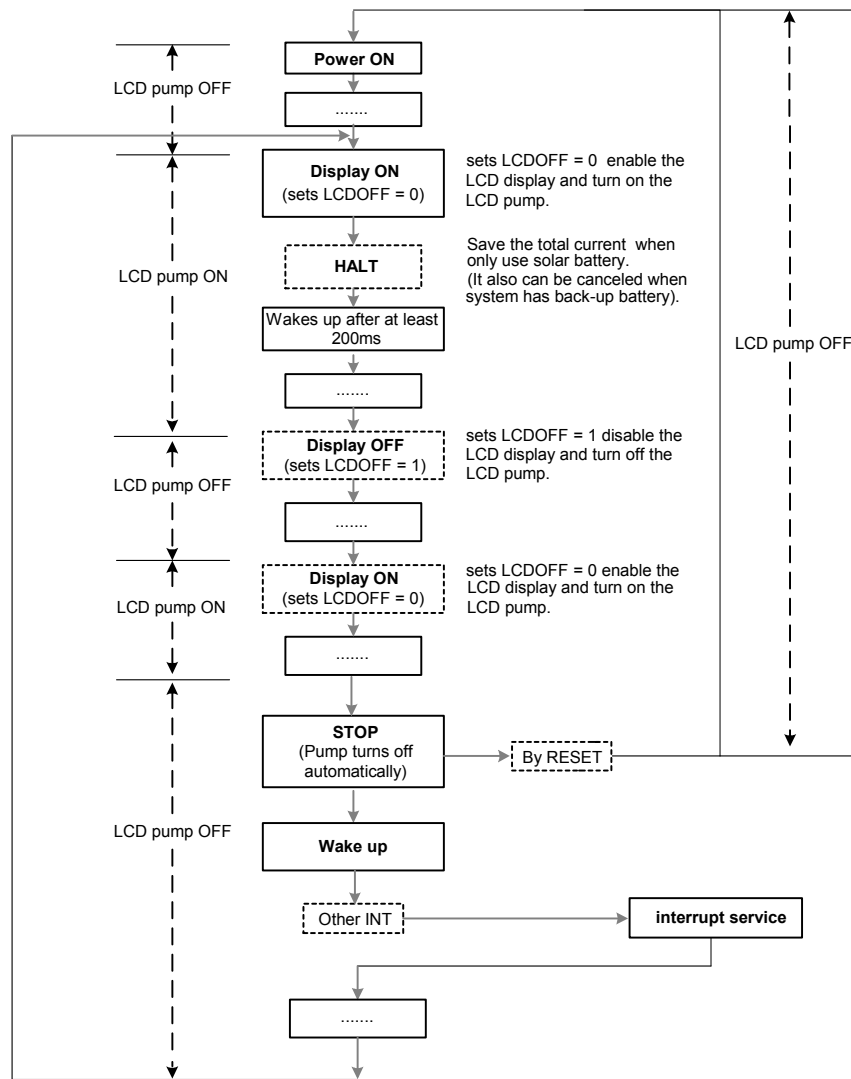 Power ON
LCD pump OFF
.......
Display ON
(sets LCDOFF = 0)
sets LCDOFF = 0 enable the
LCD display and turn on the
LCD pump.
LCD pump ON
HALT
Save the total current when
only use solar battery.
(It also can be canceled when
system has back-up battery).
Wakes up after at least
200ms
LCD pump OFF
.......
Display OFF
(sets LCDOFF = 1)
sets LCDOFF = 1 disable the
LCD display and turn off the
LCD pump.
LCD pump OFF
.......
Display ON
(sets LCDOFF = 0)
sets LCDOFF = 0 enable the
LCD display and turn on the
LCD pump.
LCD pump ON
.......
STOP
(Pump turns off
automatically)
By RESET
LCD pump OFF
Wake up
Other INT
interrupt service
.......